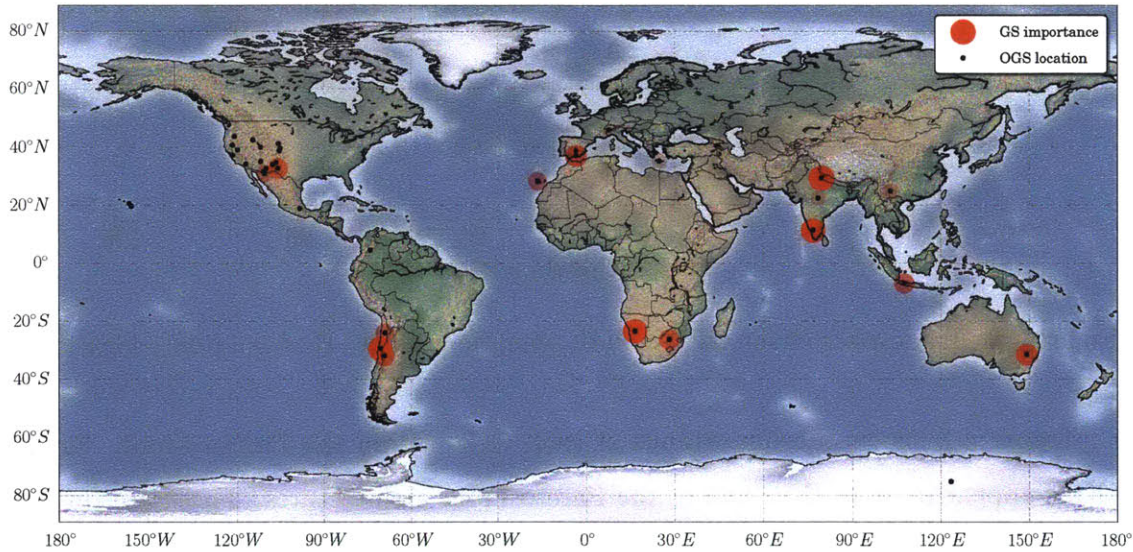 80°N
60°N
40°N
20°N
0°
20°S
40°S
60°S
80°S
GS importance
OGS location
180°
150°W
120°W
90°W
60°W
30°W
0°
30°E
60°E
90°E
120°E
150°E
180°